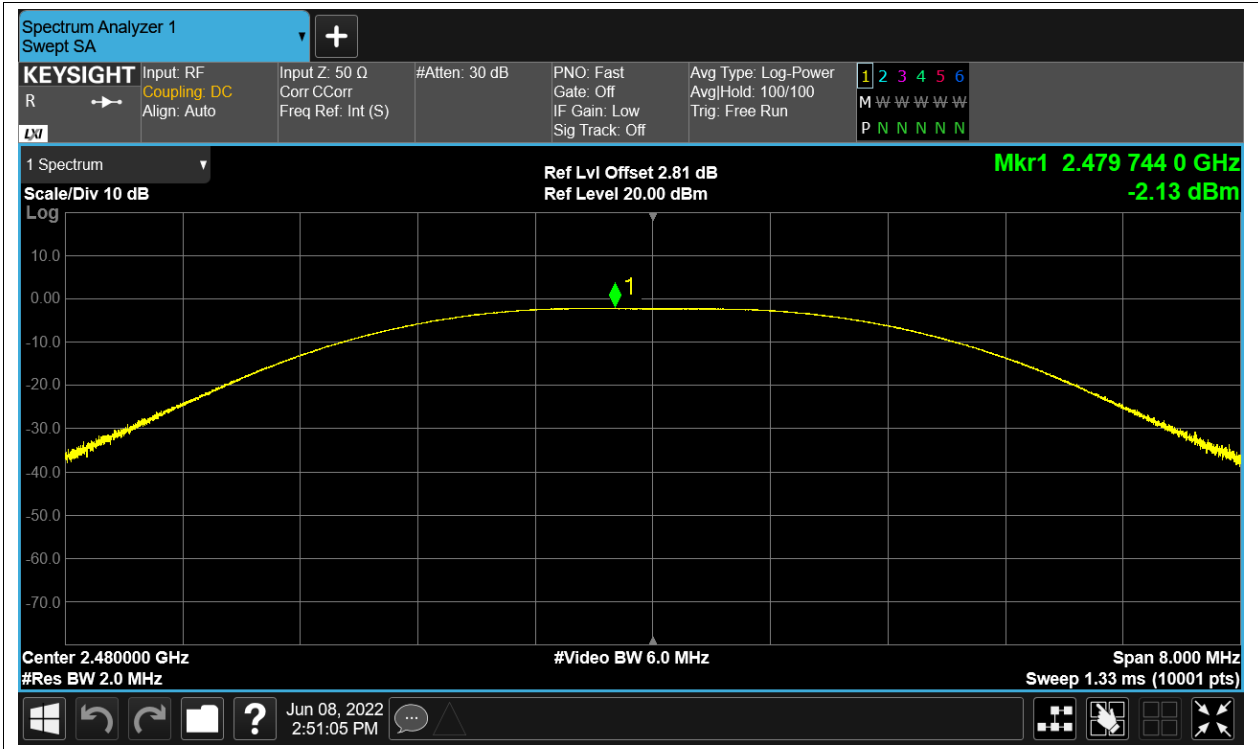 Spectrum Analyzer 1
Swept SA
KEYSIGHT
R
LXI
Input: RF
Coupling: DC
Align: Auto
Input Z: 50 Ω
Corr CCorr
Freq Ref: Int (S)
#Atten: 30 dB
PNO: Fast
Gate: Off
IF Gain: Low
Sig Track: Off
Avg Type: Log-Power
Avg|Hold: 100/100
Trig: Free Run
1 2 3 4 5 6
M W W W W W W
P N N N N N
1 Spectrum
Scale/Div 10 dB
Log
Ref Lvl Offset 2.81 dB
Ref Level 20.00 dBm
Mkr1 2.479 744 0 GHz
-2.13 dBm
1
10.0
0.00
-10.0
-20.0
-30.0
-40.0
-50.0
-60.0
-70.0
Center 2.480000 GHz
#Res BW 2.0 MHz
#Video BW 6.0 MHz
Span 8.000 MHz
Sweep 1.33 ms (10001 pts)
?
Jun 08, 2022
2:51:05 PM